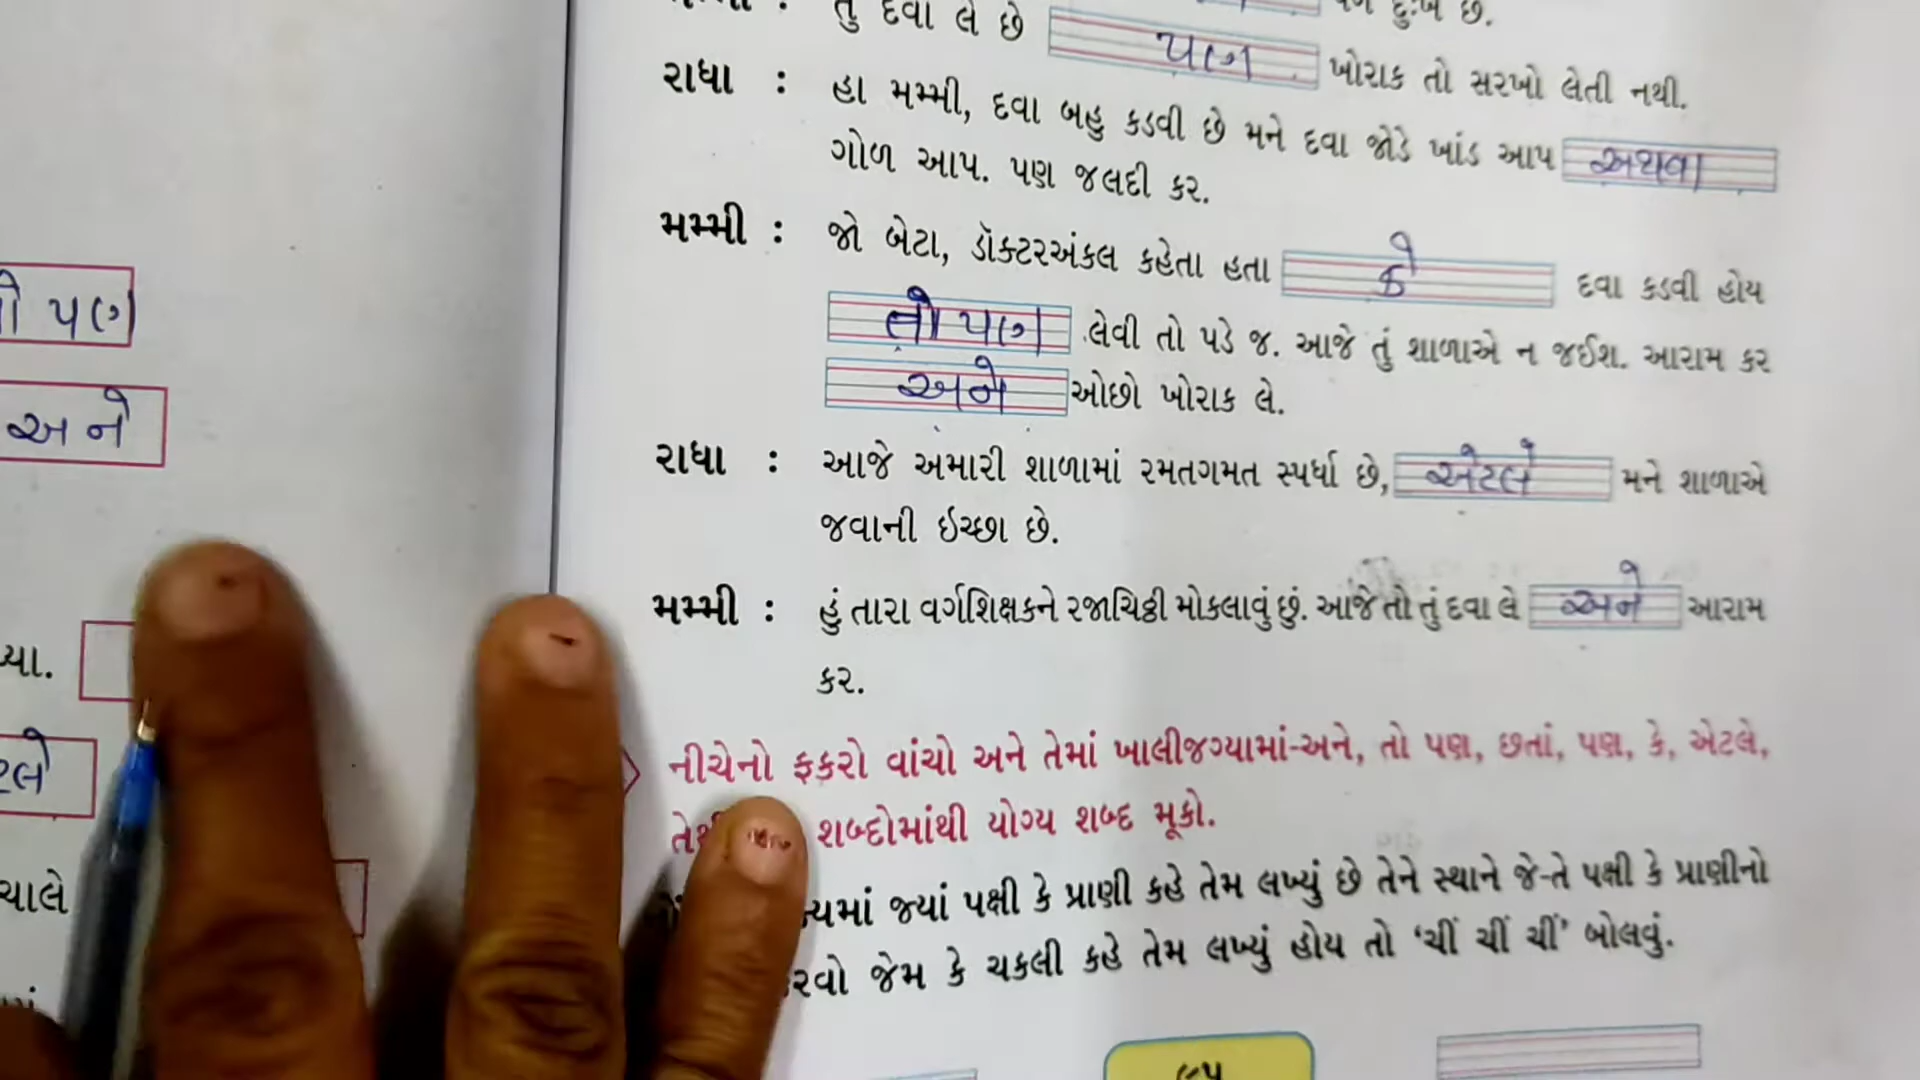 તું દવા લે છે પણ ખોરાક તો સરખો લેતી નથી.
રાધા : હા મમ્મી, દવા બહુ કડવી છે મને દવા જોડે ખાંડ આપ અથવા
ગોળ આપ. પણ જલદી કર.
મમ્મી : જો બેટા, ડૉક્ટરઅંકલ કહેતા હતા કે દવા કડવી હોય
તો પણ લેવી તો પડે જ. આજે તું શાળાએ ન જઈશ. આરામ કર
અને ઓછો ખોરાક લે.
રાધા : આજે અમારી શાળામાં રમતગમત સ્પર્ધા છે, એટલે મને શાળાએ
જવાની ઇચ્છા છે.
મમ્મી : હું તારા વર્ગશિક્ષકને રજાચિઠ્ઠી મોકલાવું છું. આજે તો તું દવા લે અને આરામ
કર.
નીચેનો ફકરો વાંચો અને તેમાં ખાલીજગ્યામાં-અને, તો પણ, છતાં, પણ, કે, એટલે,
શબ્દોમાંથી યોગ્ય શબ્દ મૂકો.
જ્યાં પક્ષી કે પ્રાણી કહે તેમ લખ્યું છે તેને સ્થાને જે-તે પક્ષી કે પ્રાણીનો
જેમ કે ચકલી કહે તેમ લખ્યું હોય તો ‘ચીં ચીં ચીં’ બોલવું.
પણ
અને
ચાલે